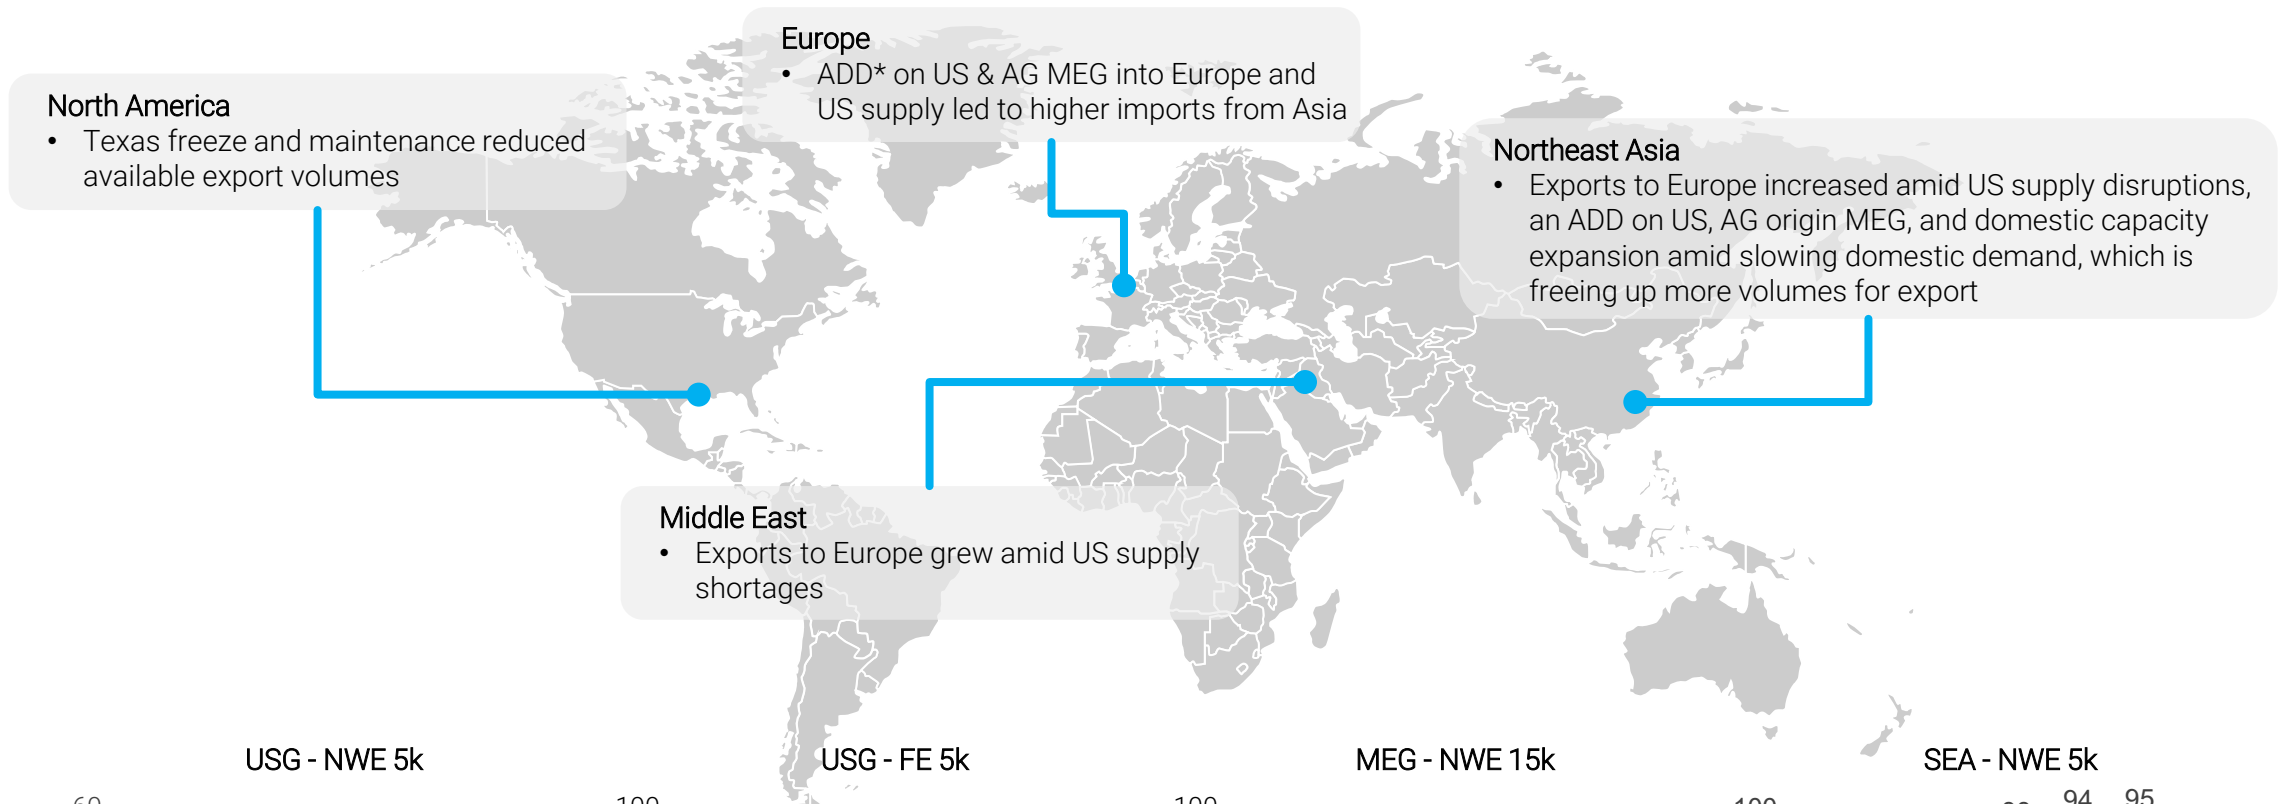 Europe
• ADD* on US & AG MEG into Europe and
US supply led to higher imports from Asia
North America
• Texas freeze and maintenance reduced
available export volumes
Northeast Asia
• Exports to Europe increased amid US supply disruptions,
an ADD on US, AG origin MEG, and domestic capacity
expansion amid slowing domestic demand, which is
freeing up more volumes for export
Middle East
• Exports to Europe grew amid US supply
shortages
USG - NWE 5k
USG - FE 5k
MEG - NWE 15k
SEA - NWE 5k
94 95